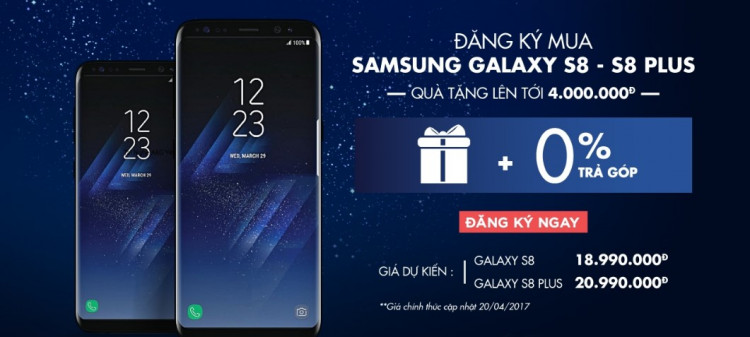 100%
12
23
WED, MARCH 29
12
23
WED, MARCH 29
ĐĂNG KÝ MUA
SAMSUNG GALAXY S8 - S8 PLUS
QUÀ TẶNG LÊN TỚI 4.000.000Đ
+ 0%
TRẢ GÓP
ĐĂNG KÝ NGAY
GIÁ DỰ KIẾN :
GALAXY S8 18.990.000Đ
GALAXY S8 PLUS 20.990.000Đ
**Giá chính thức cập nhật 20/04/2017